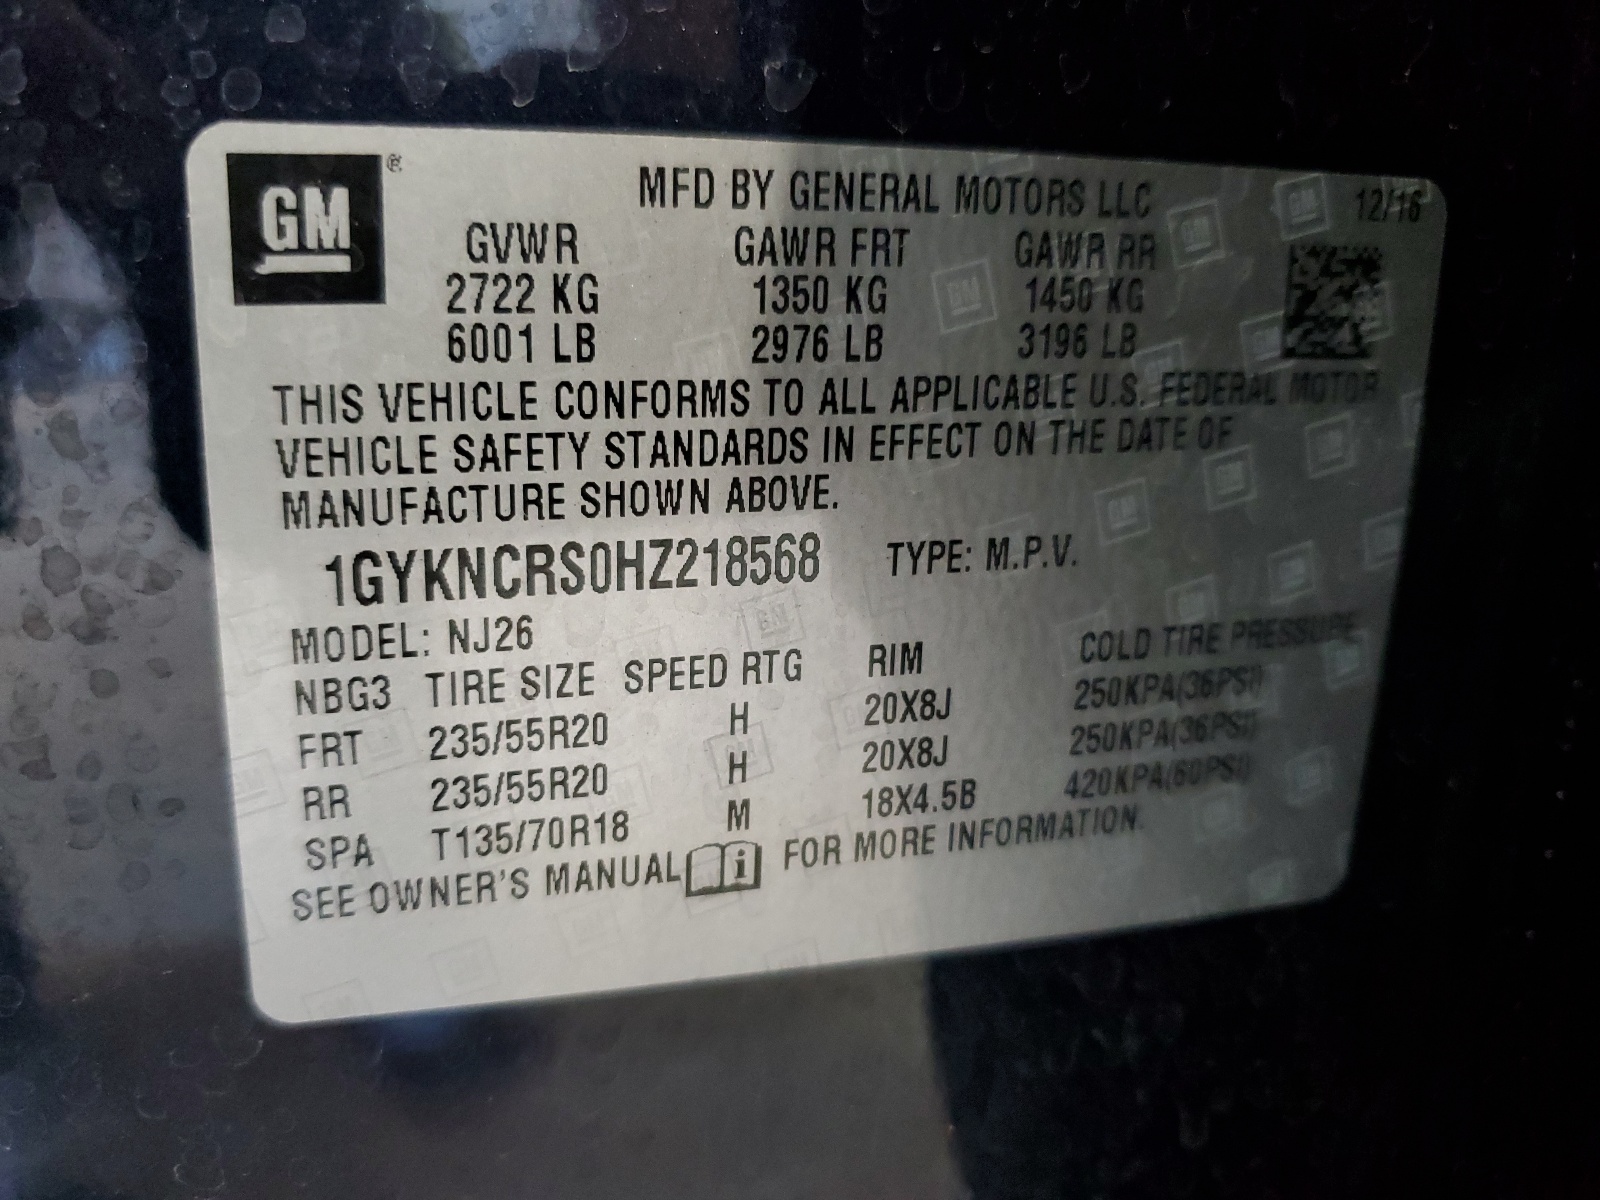 GM®
MFD BY GENERAL MOTORS LLC 12/16
GVWR GAWR FRT GAWR RR
2722 KG 1350 KG 1450 KG
6001 LB 2976 LB 3196 LB
THIS VEHICLE CONFORMS TO ALL APPLICABLE U.S. FEDERAL MOTOR
VEHICLE SAFETY STANDARDS IN EFFECT ON THE DATE OF
MANUFACTURE SHOWN ABOVE.
1GYKNCRS0HZ218568 TYPE: M.P.V.
MODEL: NJ26
NBG3 TIRE SIZE SPEED RTG RIM COLD TIRE PRESSURE
FRT 235/55R20 H 20X8J 250KPA(36PSI)
RR 235/55R20 H 20X8J 250KPA(36PSI)
SPA T135/70R18 M 18X4.5B 420KPA(60PSI)
SEE OWNER'S MANUAL i FOR MORE INFORMATION.